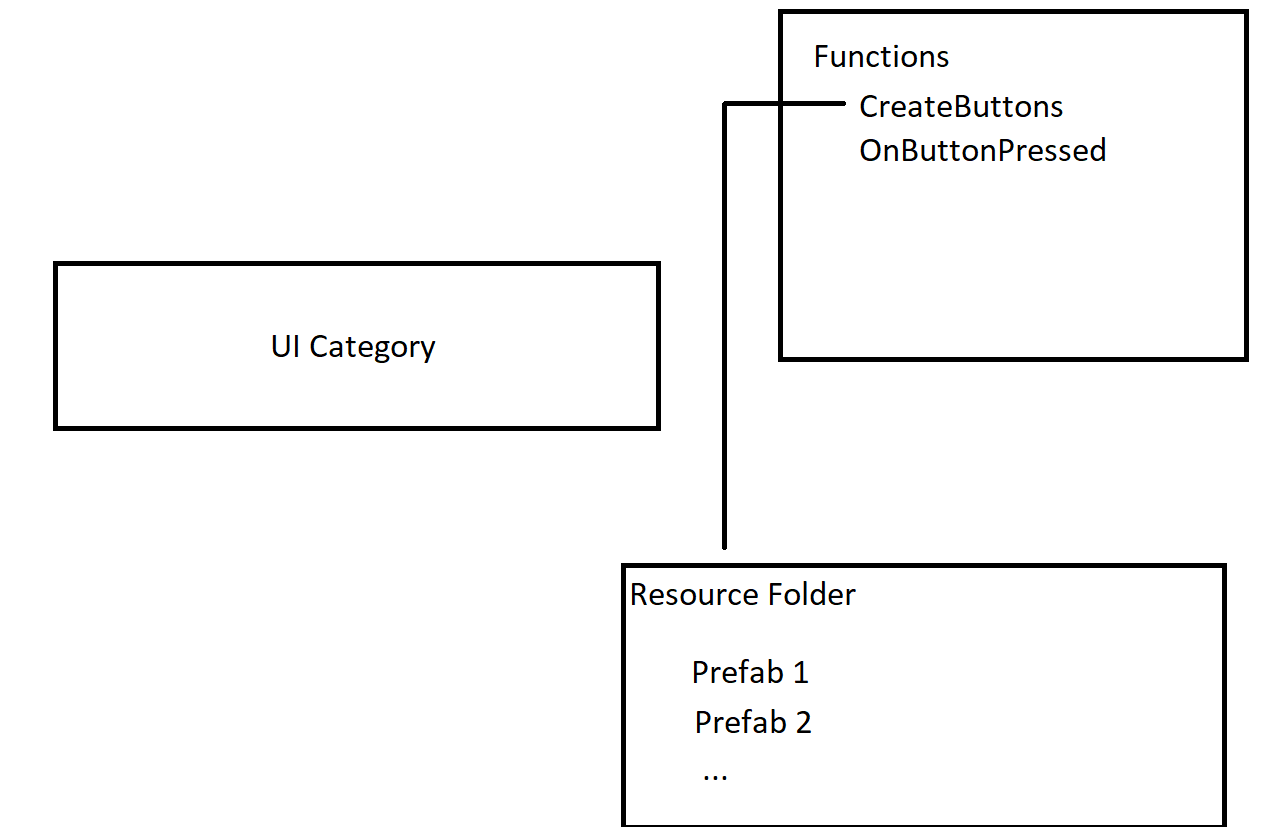 Functions
CreateButtons
OnButtonPressed
UI Category
Resource Folder
Prefab 1
Prefab 2
...